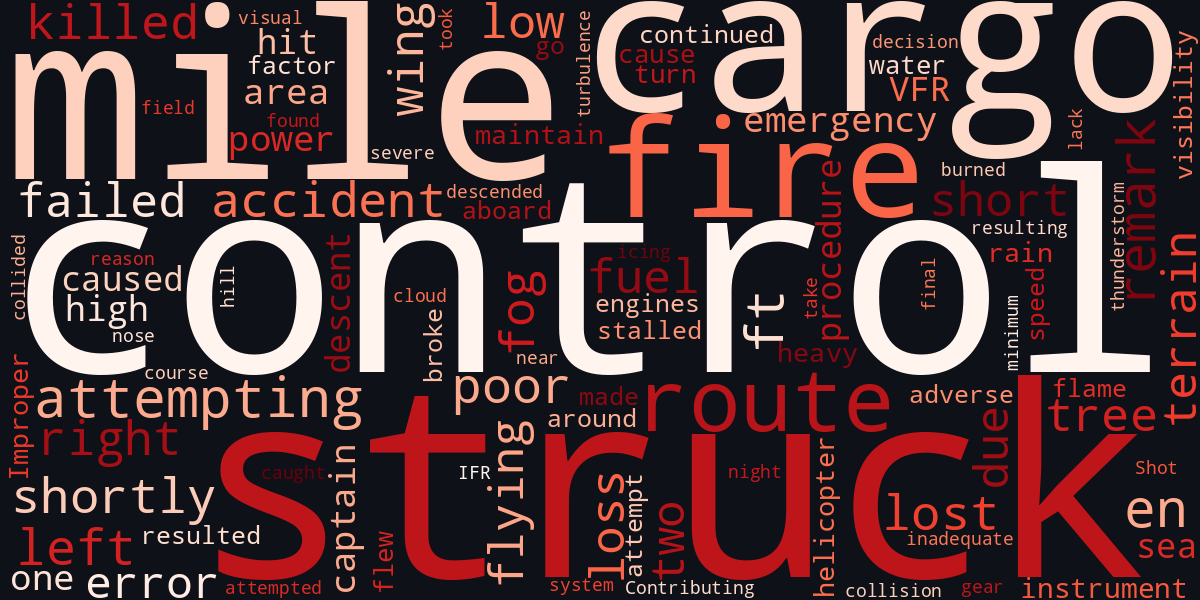 killed
visual
hit
factor
area
field
found
power
mile
wing
took
low
go
turbulence
continued
cause
turn
cargo
decision
water
VFR
visibility
severe
maintain
emergency
lack
fire
burned
failed
accident
descended
aboard
short
remark
resulting
procedure
thunderstorm
rain
collided
reason
caused
high
hill
nose
descent
cloud
broke
fog
icing
fuel
engines
stalled
near
control
ft
take
heavy
final
minimum
speed
terrain
course
Improper
attempting
poor
made
around
route
adverse
flame
tree
due
right
caught
captain
IFR
flying
struck
night
helicopter
Shot
shortly
loss
attempt
two
lost
inadequate
en
sea
left
resulted
flew
one
error
attempted
system
Contributing
collision
gear
instrument